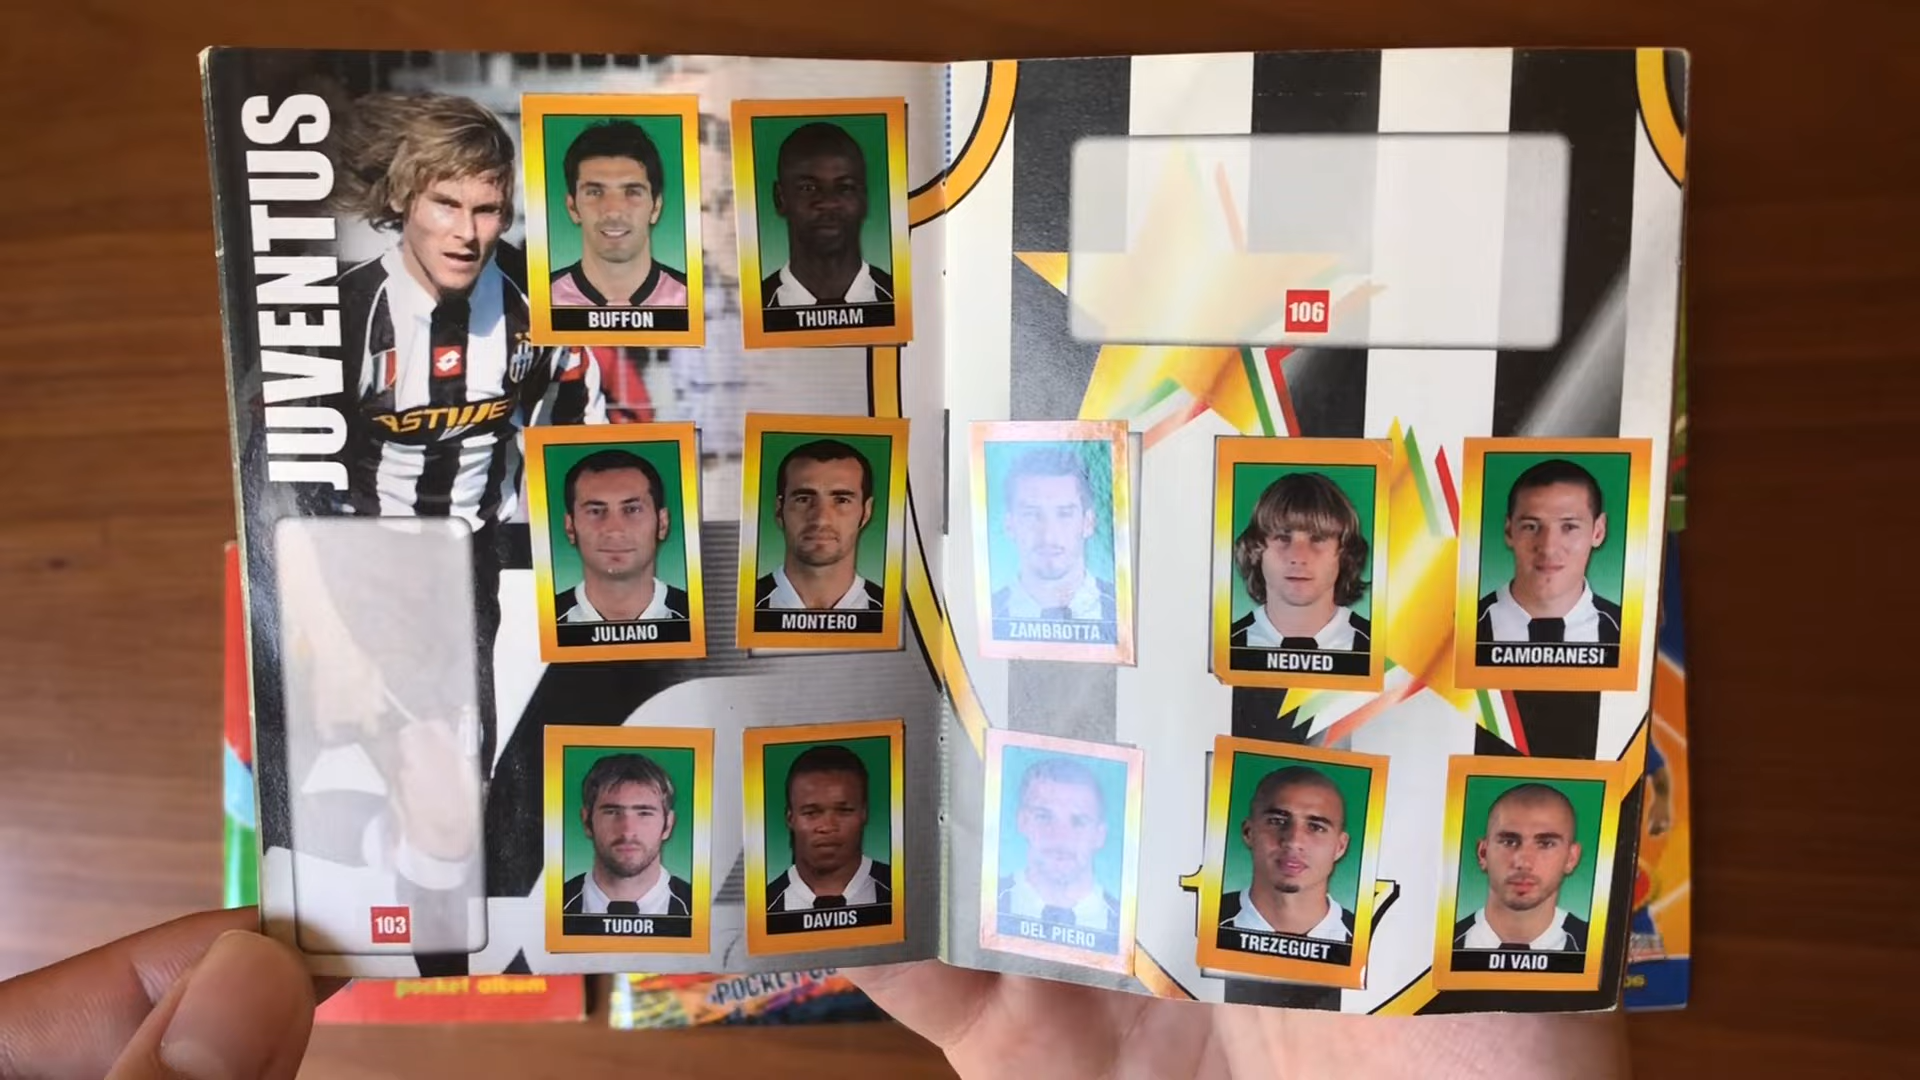 JUVENTUS
BUFFON
THURAM
JULIANO
MONTERO
TUDOR
DAVIDS
103
106
ZAMBROTTA
NEDVED
CAMORANESI
DEL PIERO
TREZEGUET
DI VAIO
pocket album